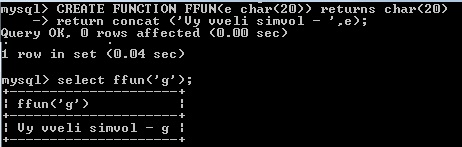 mysql> CREATE FUNCTION FFUN(e char(20)) returns char(20)
    -> return concat ('Vy vveli simvol - ',e);
Query OK, 0 rows affected (0.00 sec)
1 row in set (0.04 sec)
mysql> select ffun('g');
+---------------------+
| ffun('g')           |
+---------------------+
| Vy vveli simvol - g |
+---------------------+